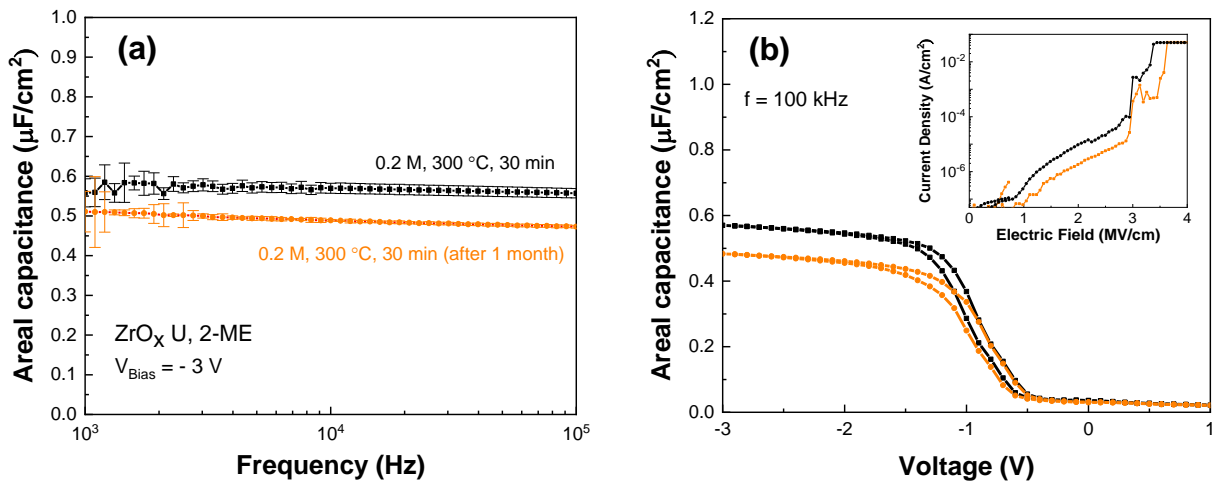 (a)
0.2 M, 300 °C, 30 min
0.2 M, 300 °C, 30 min (after 1 month)
ZrOX U, 2-ME
VBias = - 3 V
Areal capacitance (μF/cm2)
1.0
0.9
0.8
0.7
0.6
0.5
0.4
0.3
0.2
0.1
0.0
103
104
105
Frequency (Hz)
(b)
f = 100 kHz
Areal capacitance (μF/cm2)
1.2
1.0
0.8
0.6
0.4
0.2
0.0
-3
-2
-1
0
1
Voltage (V)
Current Density (A/cm2)
10-2
10-4
10-6
0
1
2
3
4
Electric Field (MV/cm)